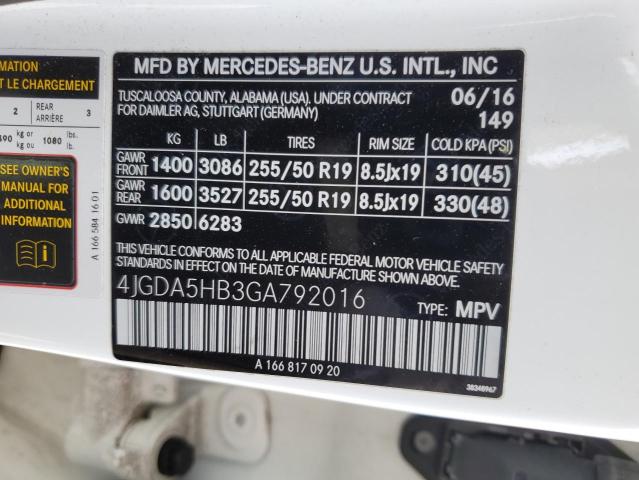 MATION
T LE CHARGEMENT
2 REAR ARRIÈRE 3
490 kg or kg ou 1080 lbs. lb.
SEE OWNER'S
MANUAL FOR
ADDITIONAL
INFORMATION
A 166 584 16 01
MFD BY MERCEDES-BENZ U.S. INTL., INC
TUSCALOOSA COUNTY, ALABAMA (USA). UNDER CONTRACT 06/16
FOR DAIMLER AG, STUTTGART (GERMANY) 149
KG LB TIRES RIM SIZE COLD KPA(PSI)
GAWR FRONT 1400 3086 255/50 R19 8.5Jx19 310(45)
GAWR REAR 1600 3527 255/50 R19 8.5Jx19 330(48)
GVWR 2850 6283
THIS VEHICLE CONFORMS TO ALL APPLICABLE FEDERAL MOTOR VEHICLE SAFETY
STANDARDS IN EFFECT ON THE DATE OF MANUFACTURE SHOWN ABOVE.
4JGDA5HB3GA792016 TYPE: MPV
A 166 817 09 20
38348967